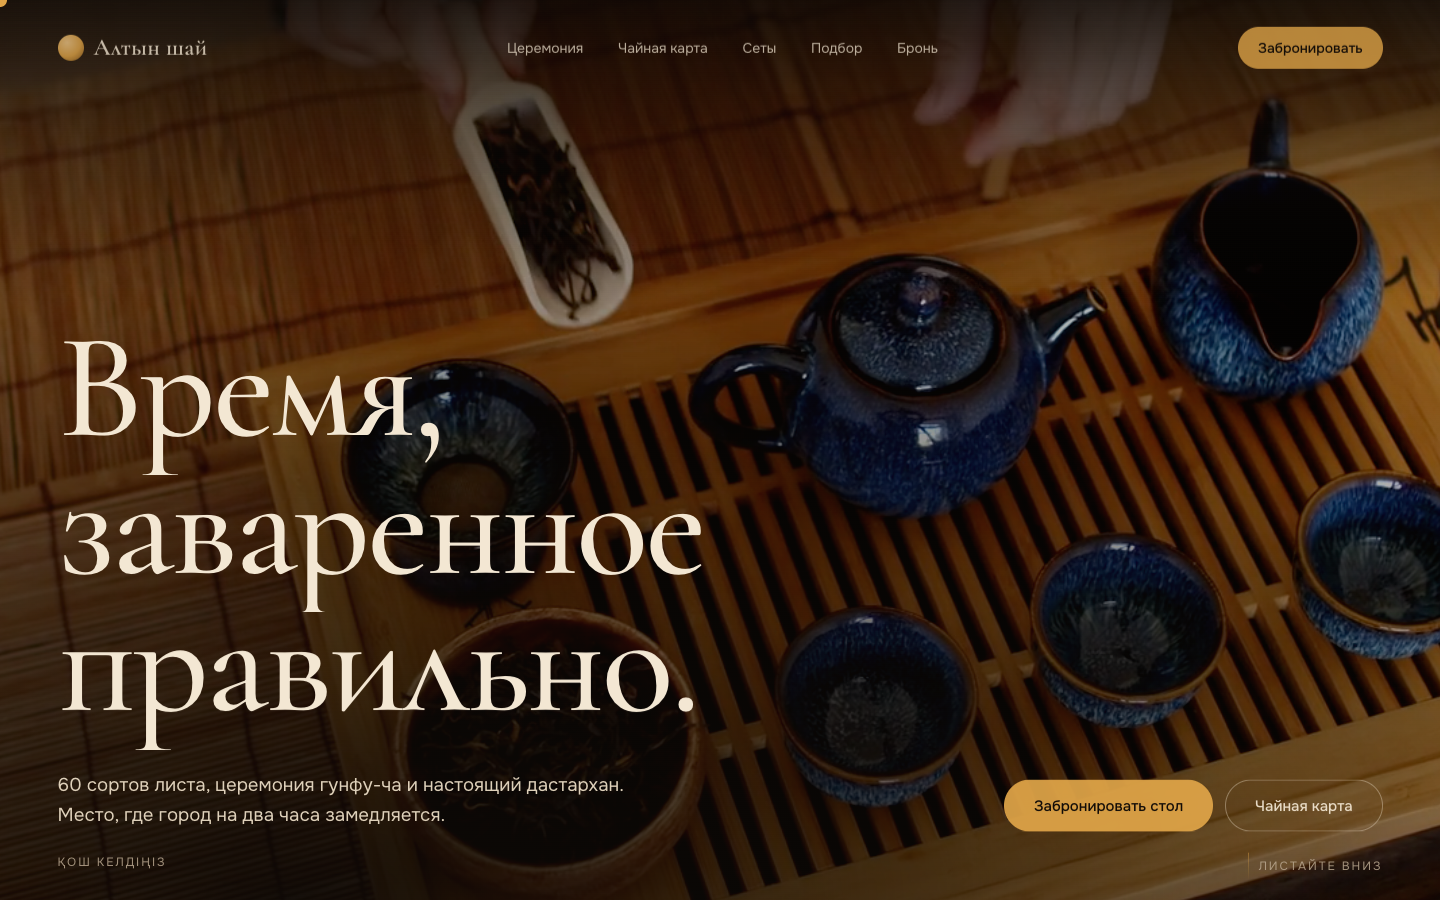 Алтын шай
Церемония
Чайная карта
Сеты
Подбор
Бронь
Забронировать
Время,
заваренное
правильно.
60 сортов листа, церемония гунфу-ча и настоящий дастархан.
Место, где город на два часа замедляется.
Забронировать стол
Чайная карта
ҚОШ КЕЛДІҢІЗ
ЛИСТАЙТЕ ВНИЗ